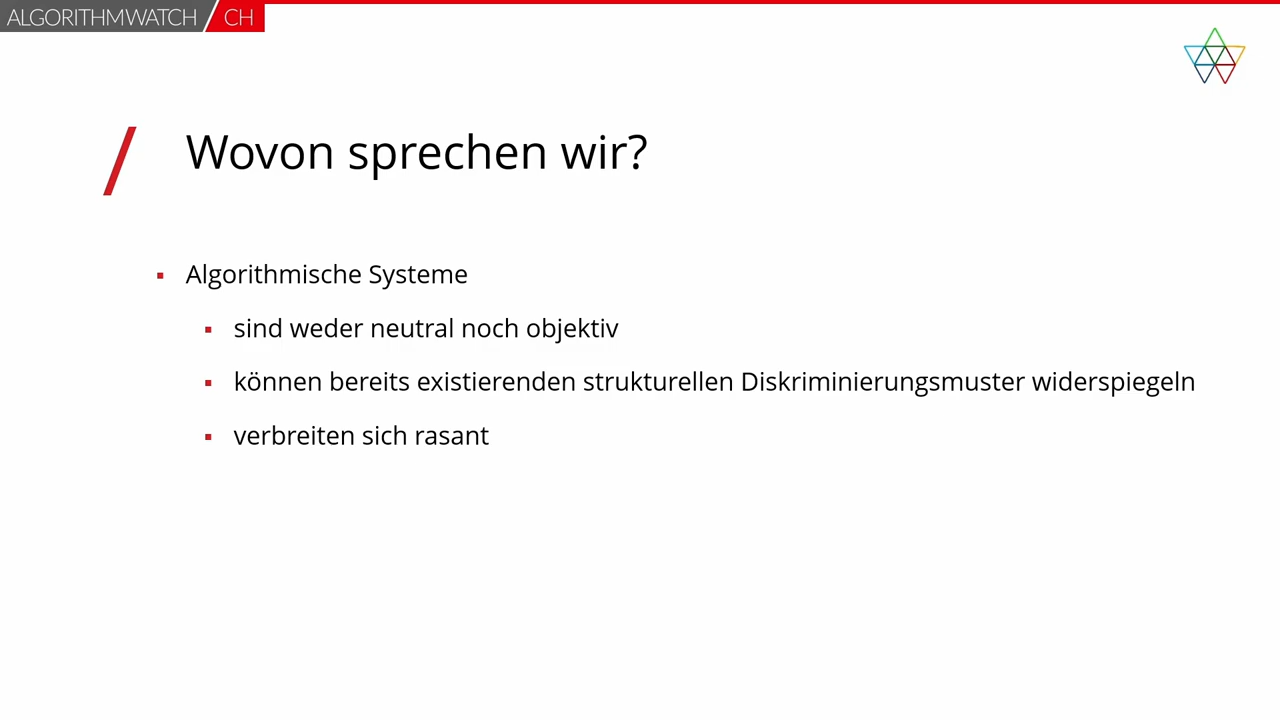 ALGORITHMWATCH / CH
/ Wovon sprechen wir?
▪ Algorithmische Systeme
▪ sind weder neutral noch objektiv
▪ können bereits existierenden strukturellen Diskriminierungsmuster widerspiegeln
▪ verbreiten sich rasant